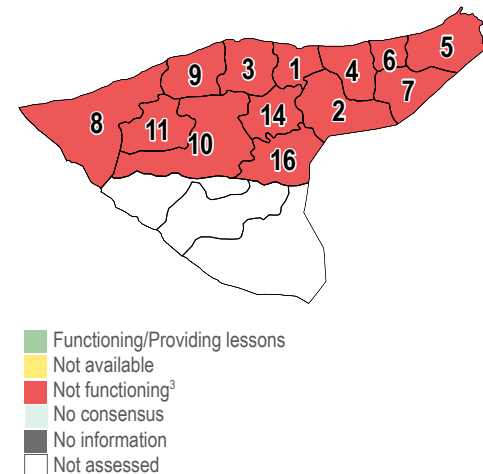 5
6
9
3
1
4
7
8
14
2
11
10
16
Functioning/Providing lessons
Not available
Not functioning³
No consensus
No information
Not assessed